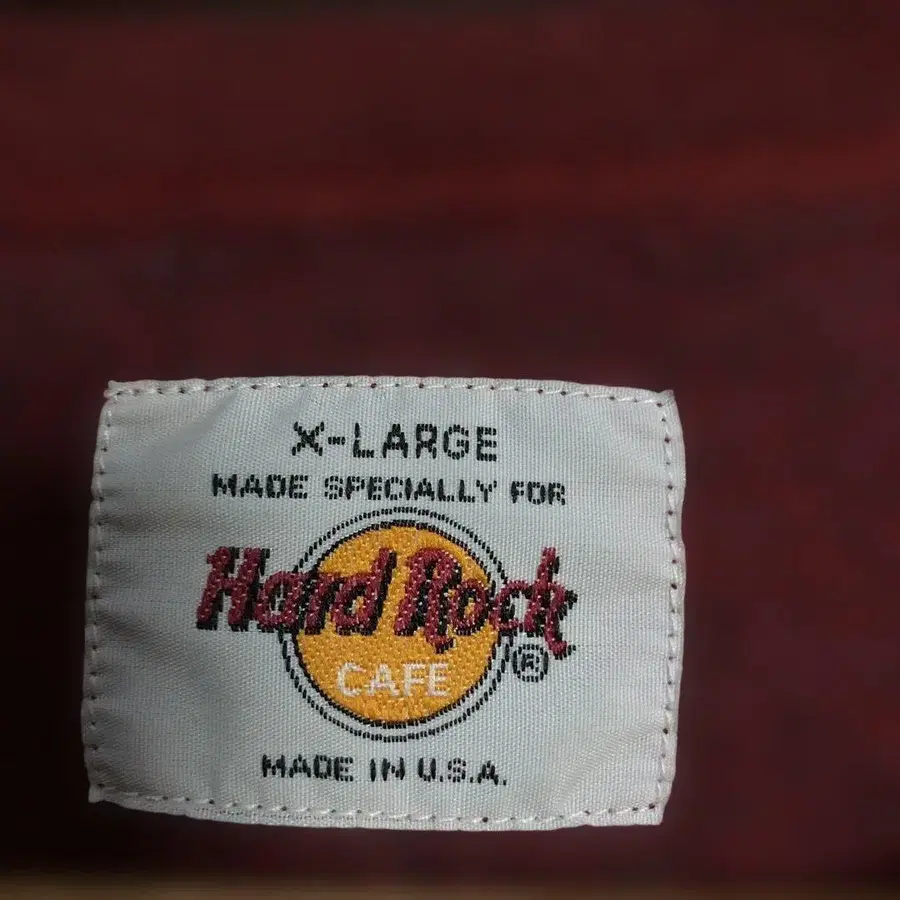 X-LARGE
MADE SPECIALLY FOR
Hard Rock
CAFE ®
MADE IN U.S.A.